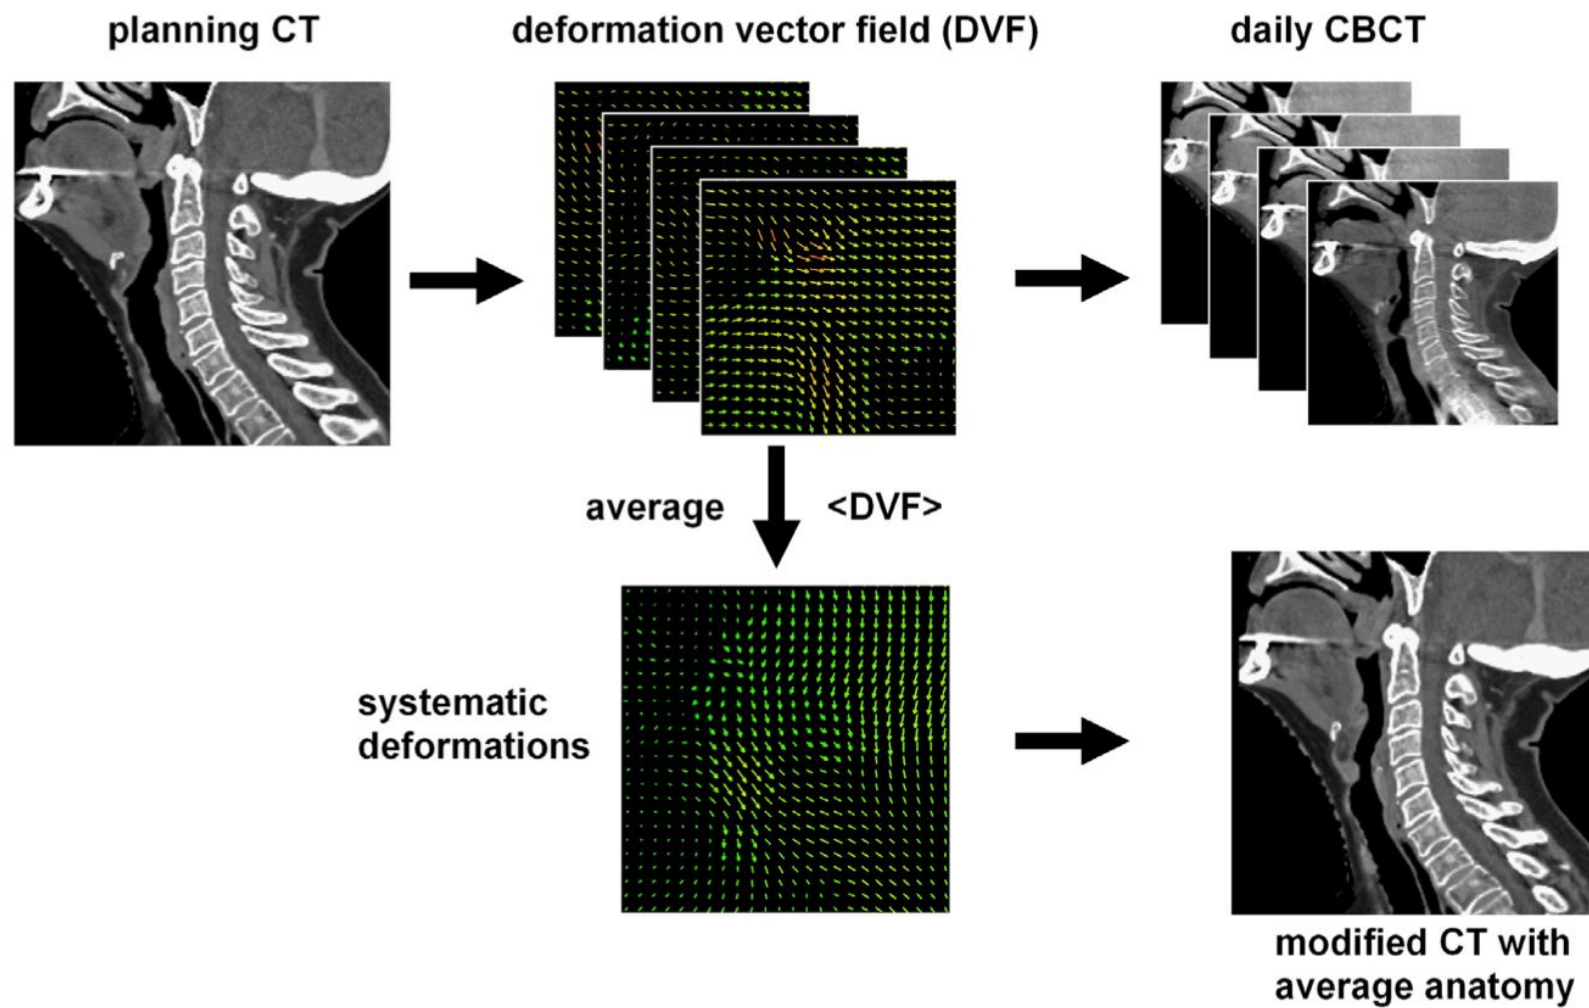 planning CT
deformation vector field (DVF)
daily CBCT
average
<DVF>
systematic
deformations
modified CT with
average anatomy